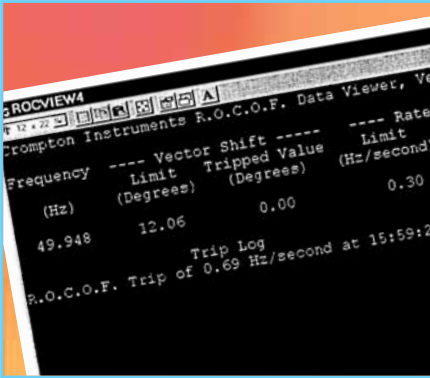 ROCVIEW4
12 x 22
A
Crompton Instruments R.O.C.O.F. Data Viewer,
Frequency ---- Vector Shift ----- ---- Rate
Limit Tripped Value Limit
(Hz) (Degrees) (Degrees) (Hz/second)
49.948 12.06 0.00 0.30
Trip Log
R.O.C.O.F. Trip of 0.69 Hz/second at 15:59:2